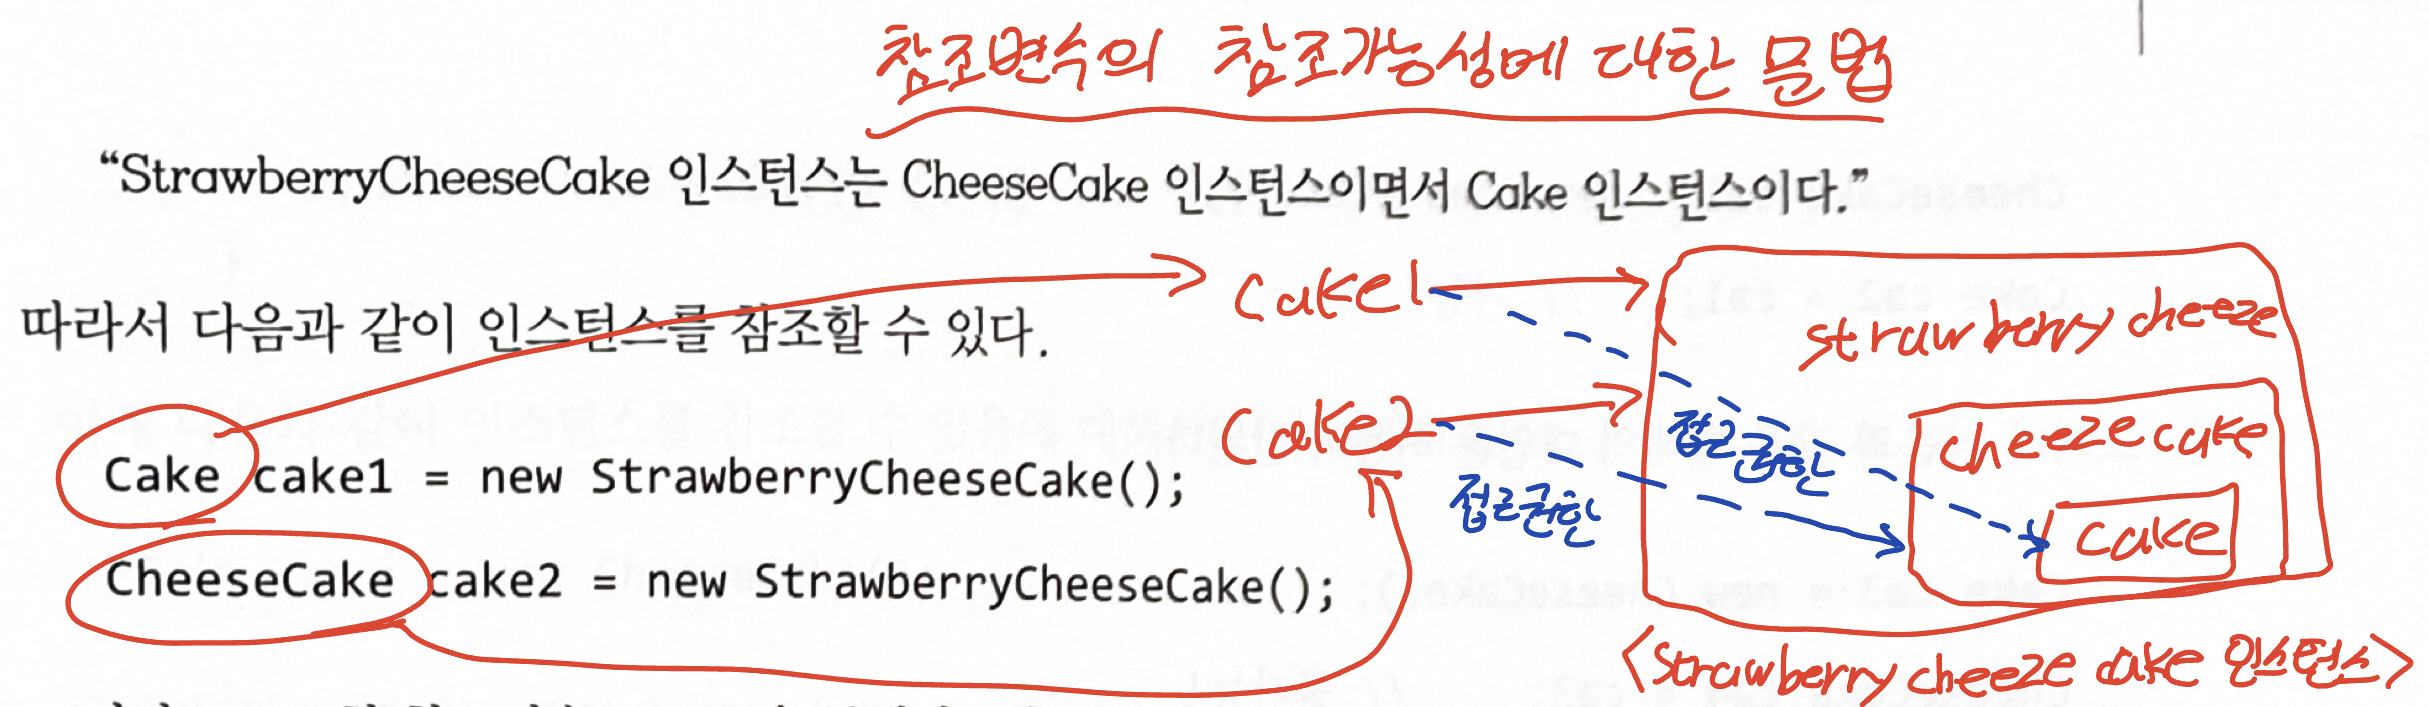 참조변수의 참조가능성에 대한 문법
“StrawberryCheeseCake 인스턴스는 CheeseCake 인스턴스이면서 Cake 인스턴스이다.”
따라서 다음과 같이 인스턴스를 참조할 수 있다.
Cake cake1 = new StrawberryCheeseCake();
CheeseCake cake2 = new StrawberryCheeseCake();
cake1
cake2
접근권한
접근권한
strawberry cheeze
cheeze cake
cake
<strawberry cheeze cake 인스턴스>